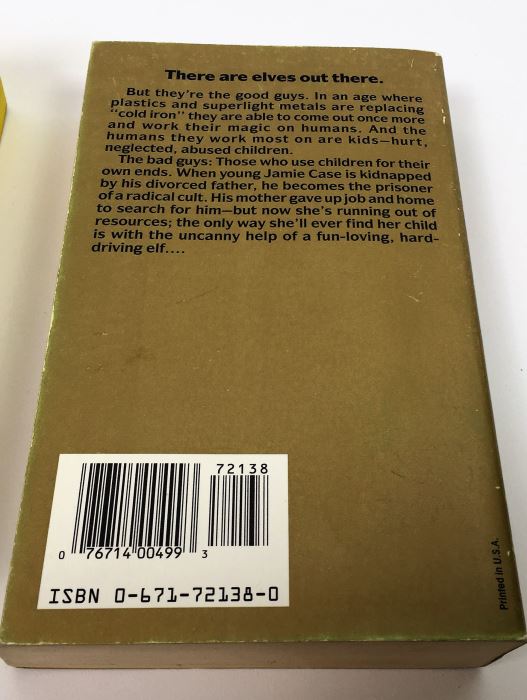 There are elves out there.
But they're the good guys. In an age where
plastics and superlight metals are replacing
"cold iron" they are able to come out once more
and work their magic on humans. And the
humans they work most on are kids—hurt,
neglected, abused children.
The bad guys: Those who use children for their
own ends. When young Jamie Case is kidnapped
by his divorced father, he becomes the prisoner
of a radical cult. His mother gave up job and home
to search for him—but now she's running out of
resources; the only way she'll ever find her child
is with the uncanny help of a fun-loving, hard-
driving elf....
72138
0 76714 00499 3
ISBN 0-671-72138-0
Printed in U.S.A.